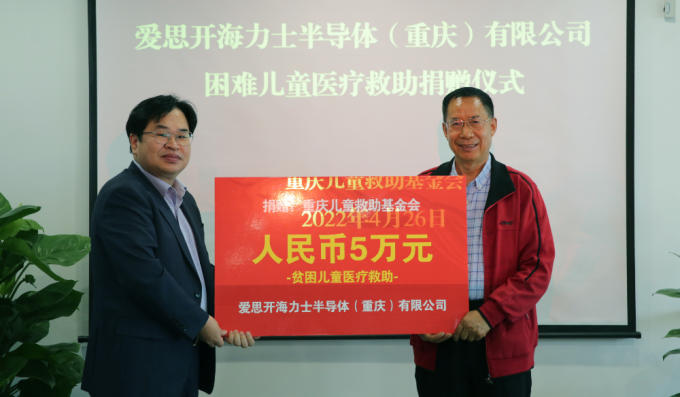 爱思开海力士半导体（重庆）有限公司
困难儿童医疗救助捐赠仪式
重庆儿童救助基金会
捐赠：重庆儿童救助基金会
2022年4月26日
人民币5万元
-贫困儿童医疗救助-
爱思开海力士半导体（重庆）有限公司